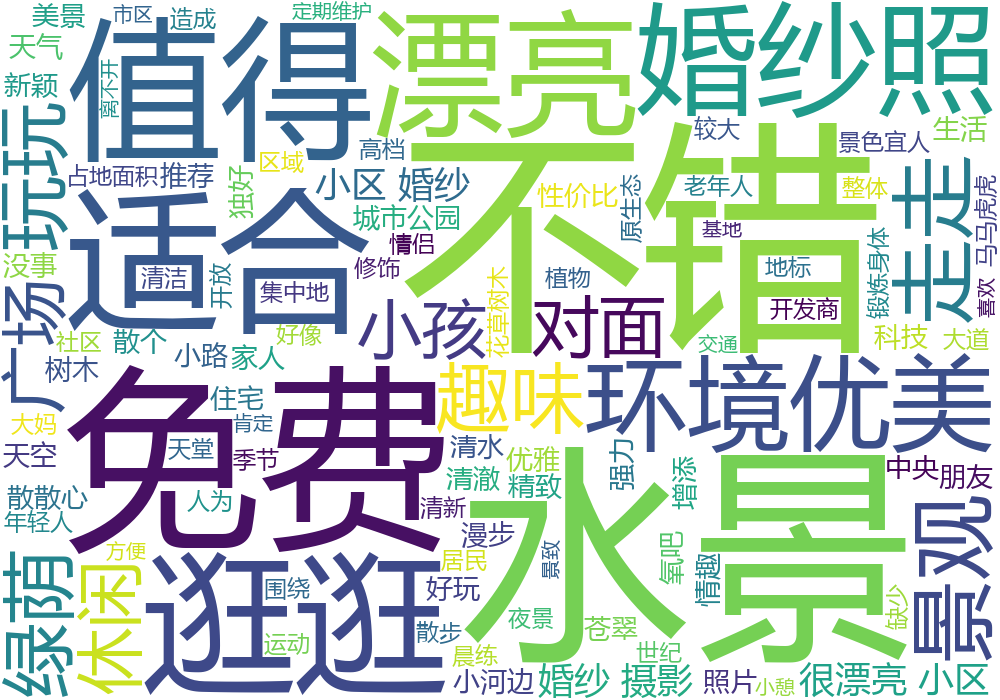 美景
市区
造成
定期维护
值得
漂亮
婚纱照
天气
新颖
离不开
不错
较大
景色宜人
生活
高档
区域
占地面积
推荐
独好
小区 婚纱
性价比
原生态
老年人
整体
走走
马马虎虎
玩玩
适合
城市公园
情侣
基地
没事
清洁
开放
集中地
修饰
花草树木
植物
地标
锻炼身体
喜欢
广场
好像
小孩
对面
开发商
社区
散个
小路
家人
交通
科技
大道
树木
免费
住宅
趣味
环境优美
大妈
肯定
天空
天堂
季节
清水
优雅
强力
中央
朋友
散散心
人为
清澈
精致
水景
增添
年轻人
清新
漫步
景观
方便
居民
景致
氧吧
绿荫
休闲
逛逛
围绕
好玩
情趣
缺少
夜景
苍翠
散步
运动
晨练
世纪
小河边
婚纱 摄影
照片
小憩
很漂亮 小区